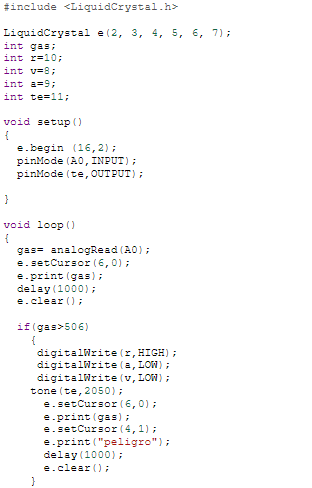 #include <LiquidCrystal.h>
LiquidCrystal e(2, 3, 4, 5, 6, 7);
int gas;
int r=10;
int v=8;
int a=9;
int te=11;
void setup()
{
e.begin (16,2);
pinMode(A0,INPUT);
pinMode(te,OUTPUT);
}
void loop()
{
gas= analogRead(A0);
e.setCursor(6,0);
e.print(gas);
delay(1000);
e.clear();
if(gas>506)
{
digitalWrite(r,HIGH);
digitalWrite(a,LOW);
digitalWrite(v,LOW);
tone(te,2050);
e.setCursor(6,0);
e.print(gas);
e.setCursor(4,1);
e.print("peligro");
delay(1000);
e.clear();
}